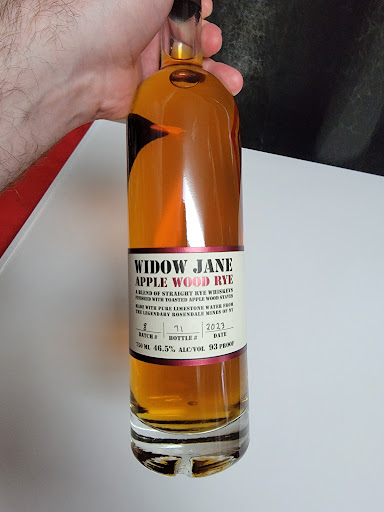 WIDOW JANE
APPLE WOOD RYE
A BLEND OF STRAIGHT RYE WHISKEYS
FINISHED WITH TOASTED APPLE WOOD STAVES
MADE WITH PURE LIMESTONE WATER FROM
THE LEGENDARY ROSENDALE MINES OF NY
8 71 2023
BATCH # BOTTLE # DATE
750 ML 46.5% ALC/VOL 93 PROOF